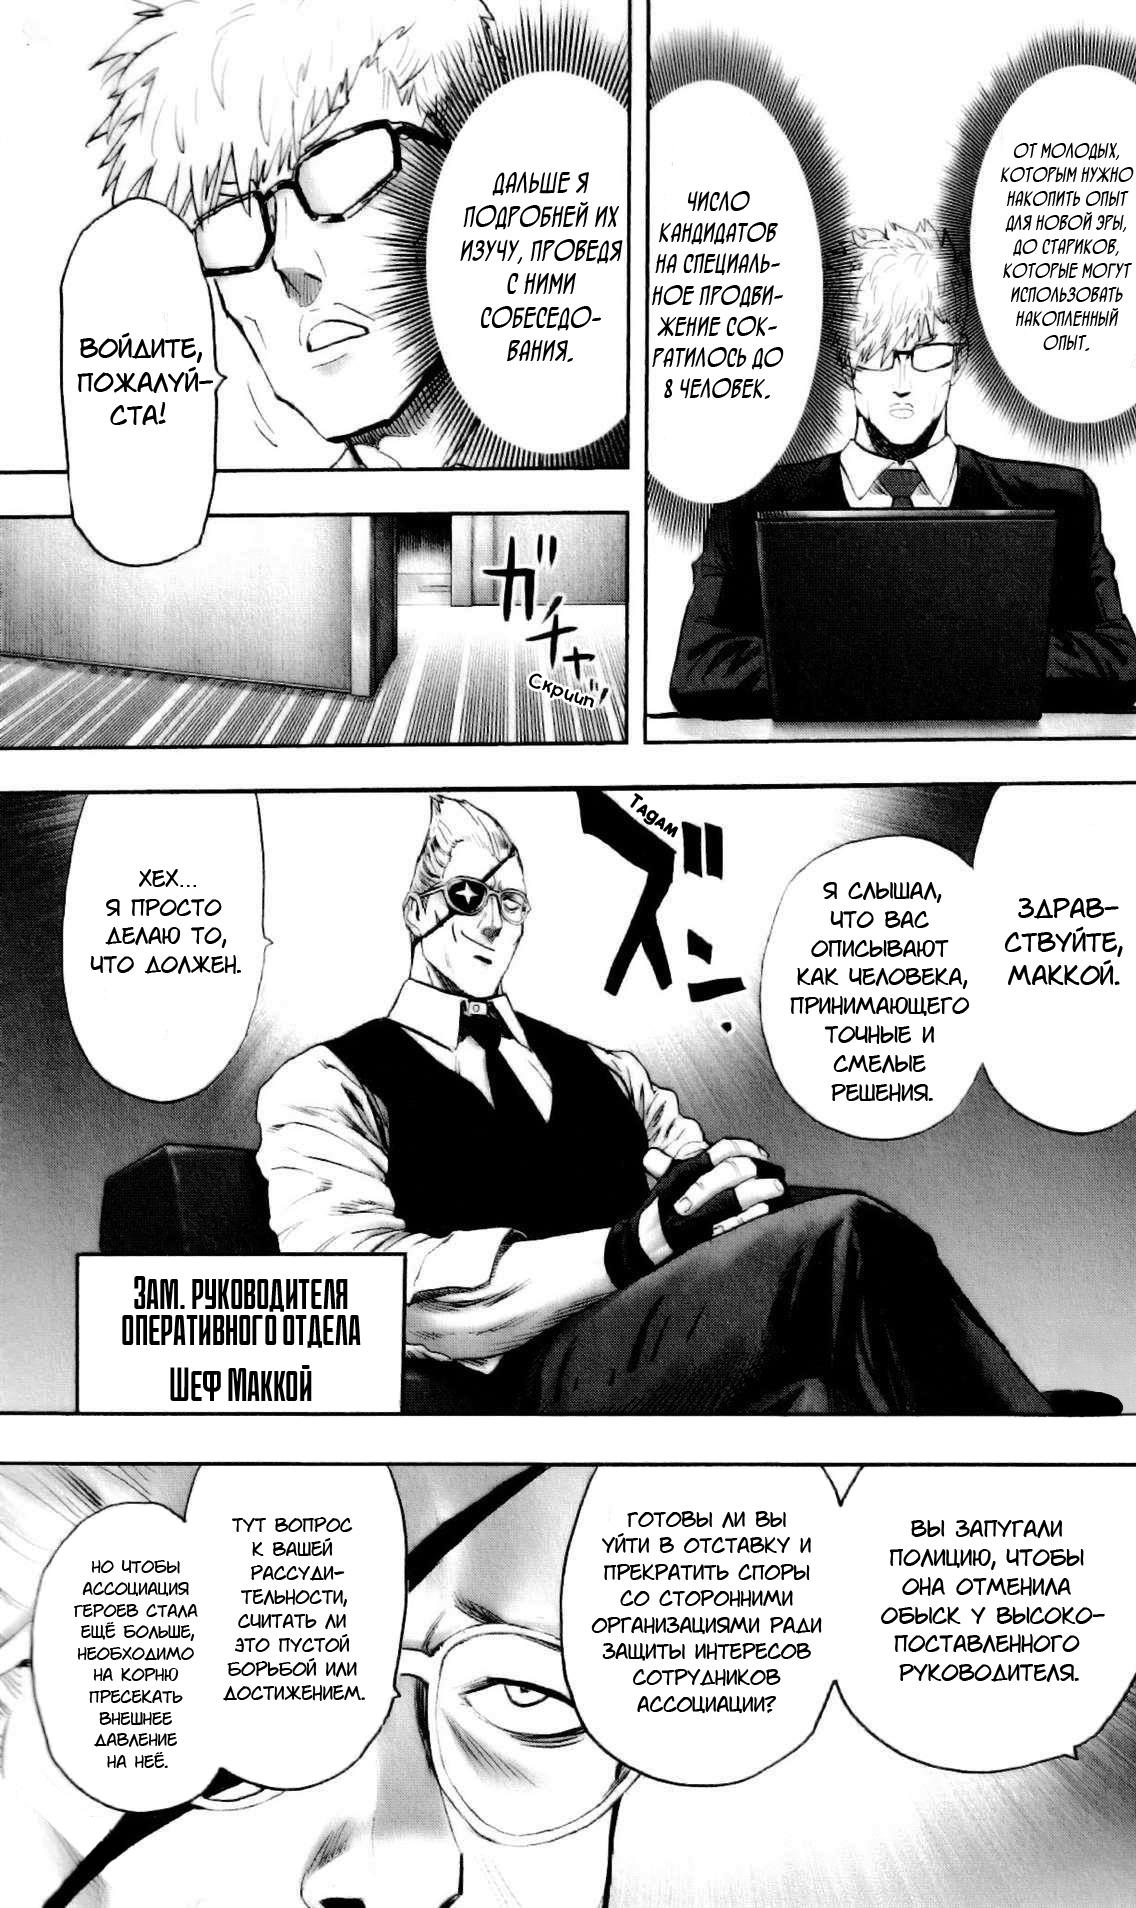 ОТ МОЛОДЫХ,
КОТОРЫМ НУЖНО
НАКОПИТЬ ОПЫТ
ДЛЯ НОВОЙ ЭРЫ,
ДО СТАРИКОВ,
КОТОРЫЕ МОГУТ
ИСПОЛЬЗОВАТЬ
НАКОПЛЕННЫЙ
ОПЫТ.
ЧИСЛО
КАНДИДАТОВ
НА СПЕЦИАЛЬ-
НОЕ ПРОДВИ-
ЖЕНИЕ СОК-
РАТИЛОСЬ ДО
8 ЧЕЛОВЕК.
ДАЛЬШЕ Я
ПОДРОБНЕЙ ИХ
ИЗУЧУ, ПРОВЕДЯ
С НИМИ
СОБЕСЕДО-
ВАНИЯ.
ВОЙДИТЕ,
ПОЖАЛУЙ-
СТА!
ガチャ
Скриип
ЗДРАВ-
СТВУЙТЕ,
МАККОЙ.
Я СЛЫШАЛ,
ЧТО ВАС
ОПИСЫВАЮТ
КАК ЧЕЛОВЕКА,
ПРИНИМАЮЩЕГО
ТОЧНЫЕ И
СМЕЛЫЕ
РЕШЕНИЯ.
Тадам
ズン
ХЕХ...
Я ПРОСТО
ДЕЛАЮ ТО,
ЧТО ДОЛЖЕН.
Зам. руководителя
оперативного отдела
Шеф Маккой
ВЫ ЗАПУГАЛИ
ПОЛИЦИЮ, ЧТОБЫ
ОНА ОТМЕНИЛА
ОБЫСК У ВЫСОКО-
ПОСТАВЛЕННОГО
РУКОВОДИТЕЛЯ.
ГОТОВЫ ЛИ ВЫ
УЙТИ В ОТСТАВКУ И
ПРЕКРАТИТЬ СПОРЫ
СО СТОРОННИМИ
ОРГАНИЗАЦИЯМИ РАДИ
ЗАЩИТЫ ИНТЕРЕСОВ
СОТРУДНИКОВ
АССОЦИАЦИИ?
ТУТ ВОПРОС
К ВАШЕЙ
РАССУДИ-
ТЕЛЬНОСТИ,
СЧИТАТЬ ЛИ
ЭТО ПУСТОЙ
БОРЬБОЙ ИЛИ
ДОСТИЖЕНИЕМ.
НО ЧТОБЫ
АССОЦИАЦИЯ
ГЕРОЕВ СТАЛА
ЕЩЁ БОЛЬШЕ,
НЕОБХОДИМО
НА КОРНЮ
ПРЕСЕКАТЬ
ВНЕШНЕЕ
ДАВЛЕНИЕ
НА НЕЁ.